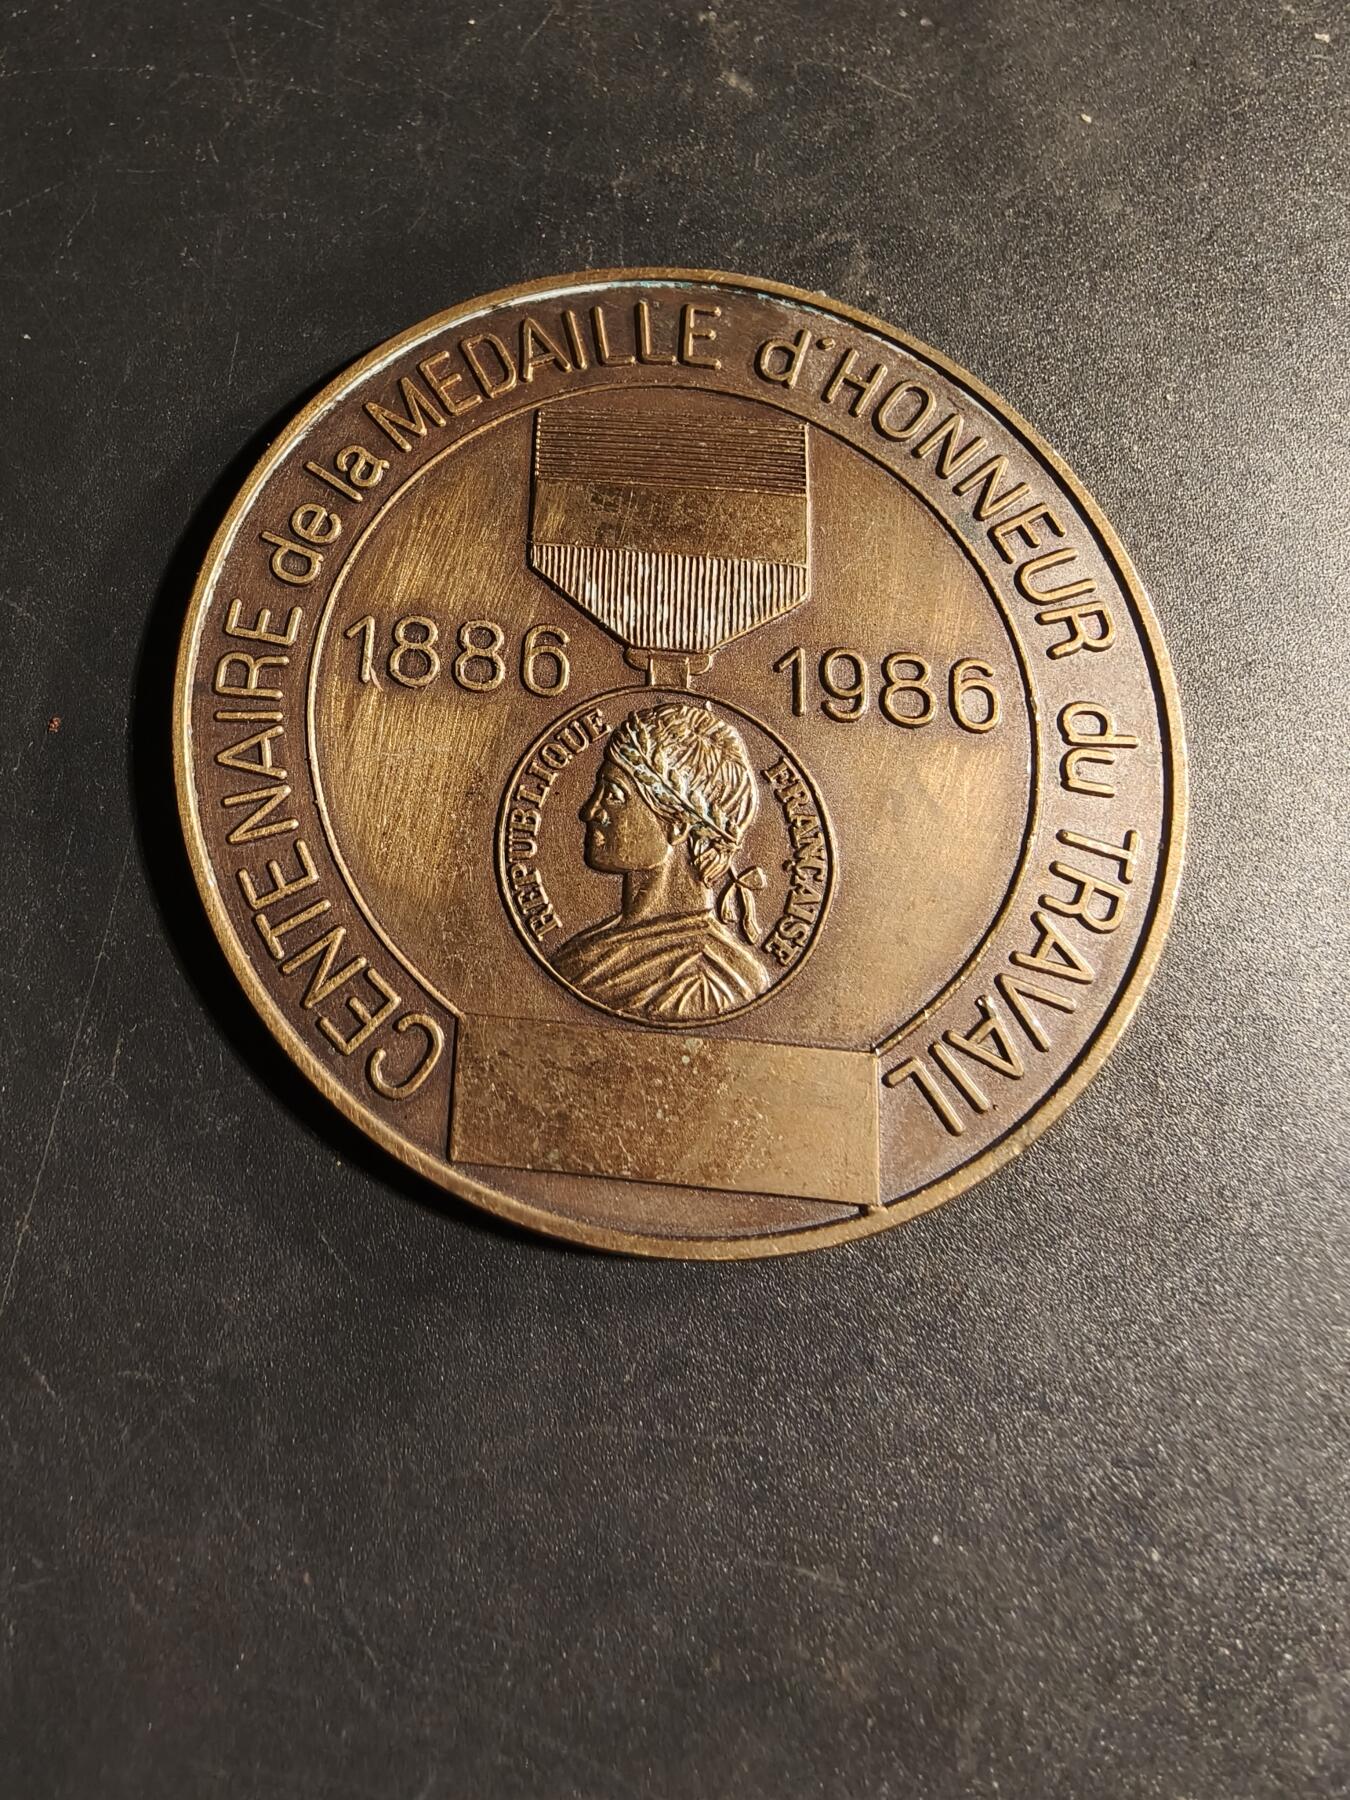 CENTENAIRE de la MEDAILLE d'HONNEUR du TRAVAIL
1886 1986
REPUBLIQUE FRANÇAISE